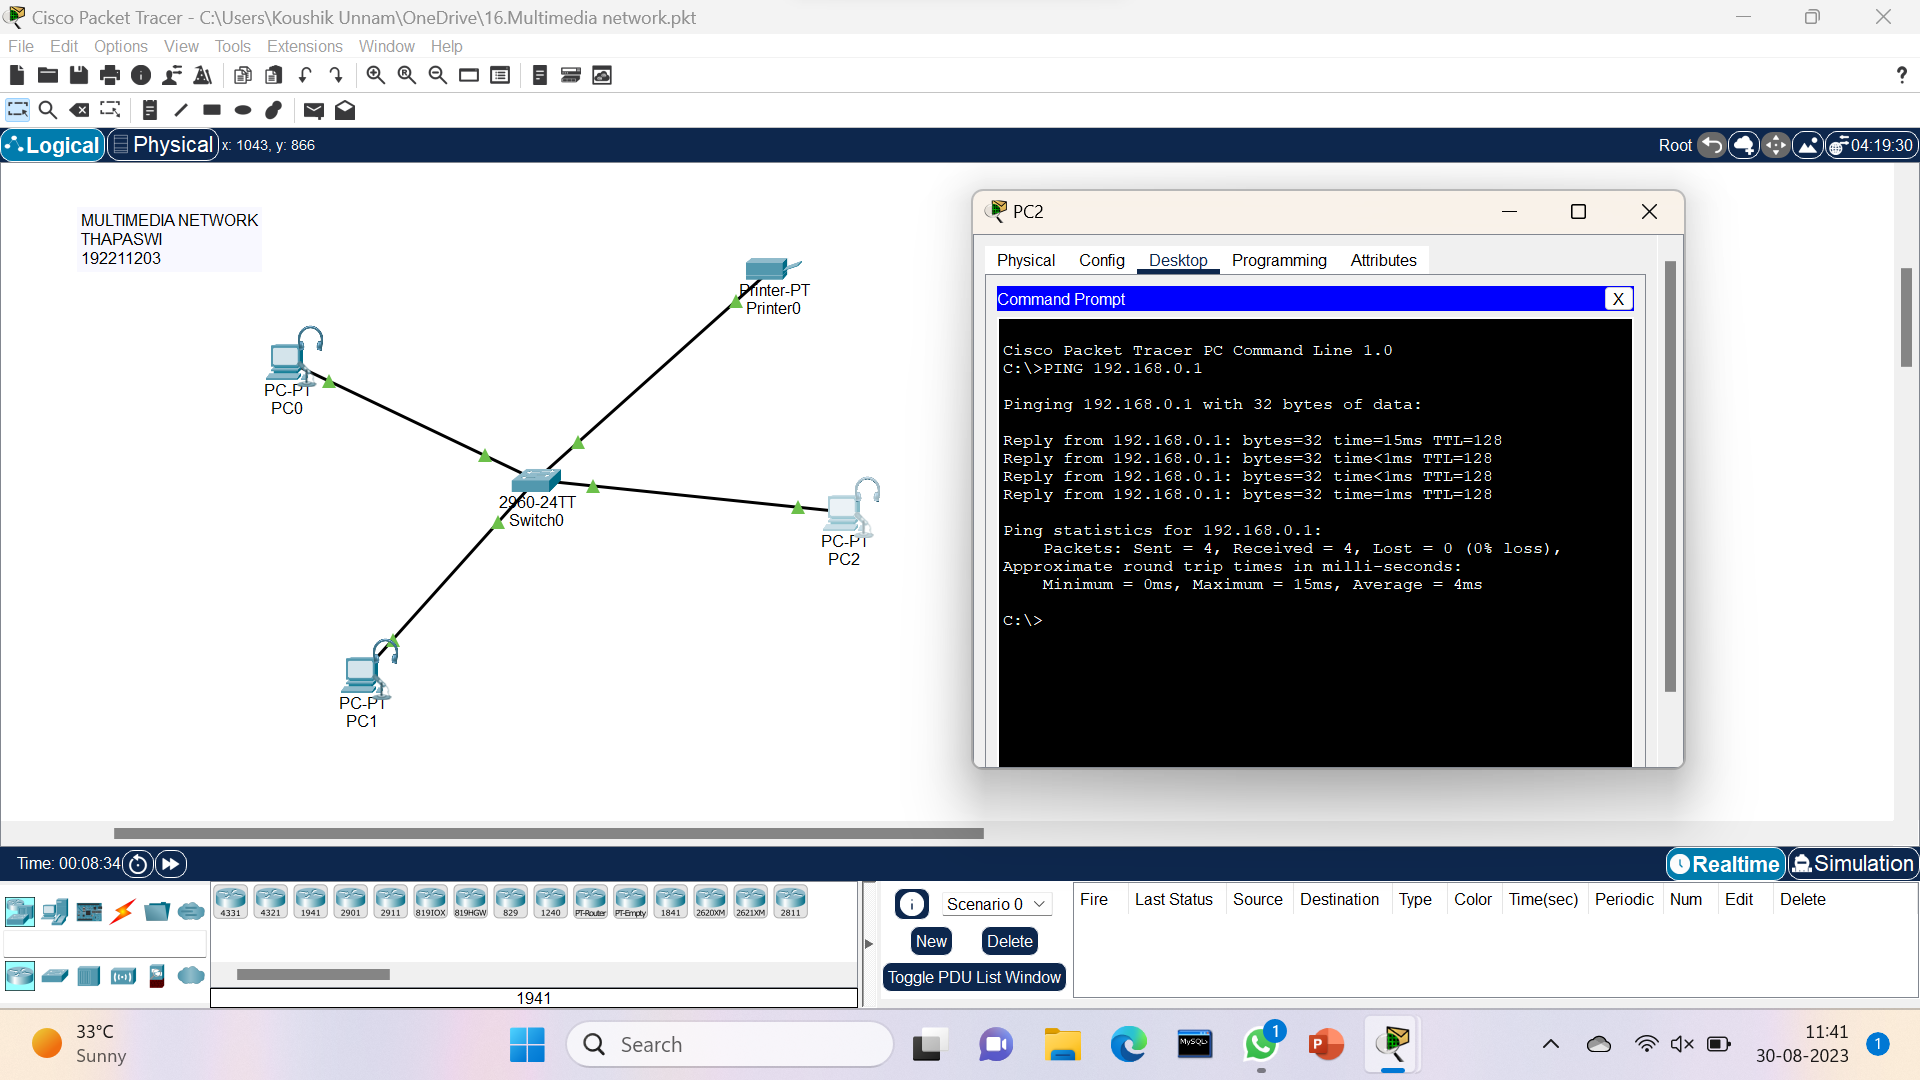 Cisco Packet Tracer - C:\Users\Koushik Unnam\OneDrive\16.Multimedia network.pkt
File Edit Options View Tools Extensions Window Help
?
Logical Physical x: 1043, y: 866
Root 04:19:30
MULTIMEDIA NETWORK
THAPASWI
192211203
Printer-PT
Printer0
PC-PT
PC0
2960-24TT
Switch0
PC-PT
PC2
PC-PT
PC1
PC2
Physical Config Desktop Programming Attributes
Command Prompt X
Cisco Packet Tracer PC Command Line 1.0
C:\>PING 192.168.0.1
Pinging 192.168.0.1 with 32 bytes of data:
Reply from 192.168.0.1: bytes=32 time=15ms TTL=128
Reply from 192.168.0.1: bytes=32 time<1ms TTL=128
Reply from 192.168.0.1: bytes=32 time<1ms TTL=128
Reply from 192.168.0.1: bytes=32 time=1ms TTL=128
Ping statistics for 192.168.0.1:
Packets: Sent = 4, Received = 4, Lost = 0 (0% loss),
Approximate round trip times in milli-seconds:
Minimum = 0ms, Maximum = 15ms, Average = 4ms
C:\>
Time: 00:08:34
Realtime Simulation
4331 4321 1941 2901 2911 819IOX 819HGW 829 1240 PT-Router PT-Empty 1841 2620XM 2621XM 2811
1941
Scenario 0
New Delete
Toggle PDU List Window
Fire Last Status Source Destination Type Color Time(sec) Periodic Num Edit Delete
33°C
Sunny
Search
MySQL
1
11:41
30-08-2023
1